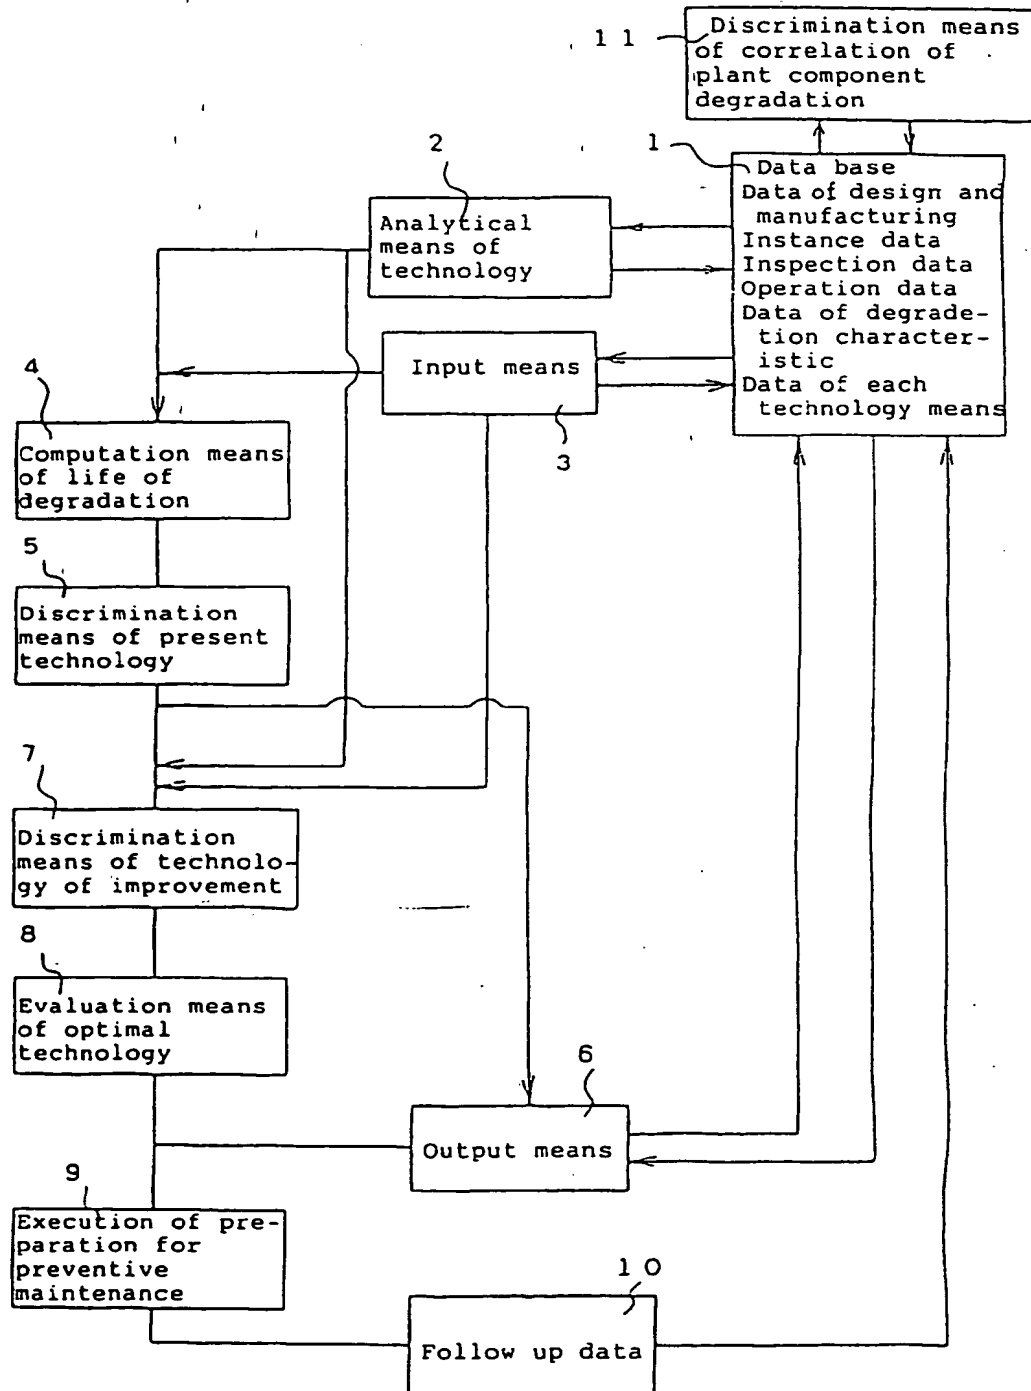 11
Discrimination means
of correlation of
plant component
degradation
1
Data base
Data of design and
manufacturing
Instance data
Inspection data
Operation data
Data of degrade-
tion character-
istic
Data of each
technology means
2
Analytical
means of
technology
Input means
3
4
Computation means
of life of
degradation
5
Discrimination
means of present
technology
7
Discrimination
means of technolo-
gy of improvement
8
Evaluation means
of optimal
technology
6
Output means
9
Execution of pre-
paration for
preventive
maintenance
10
Follow up data